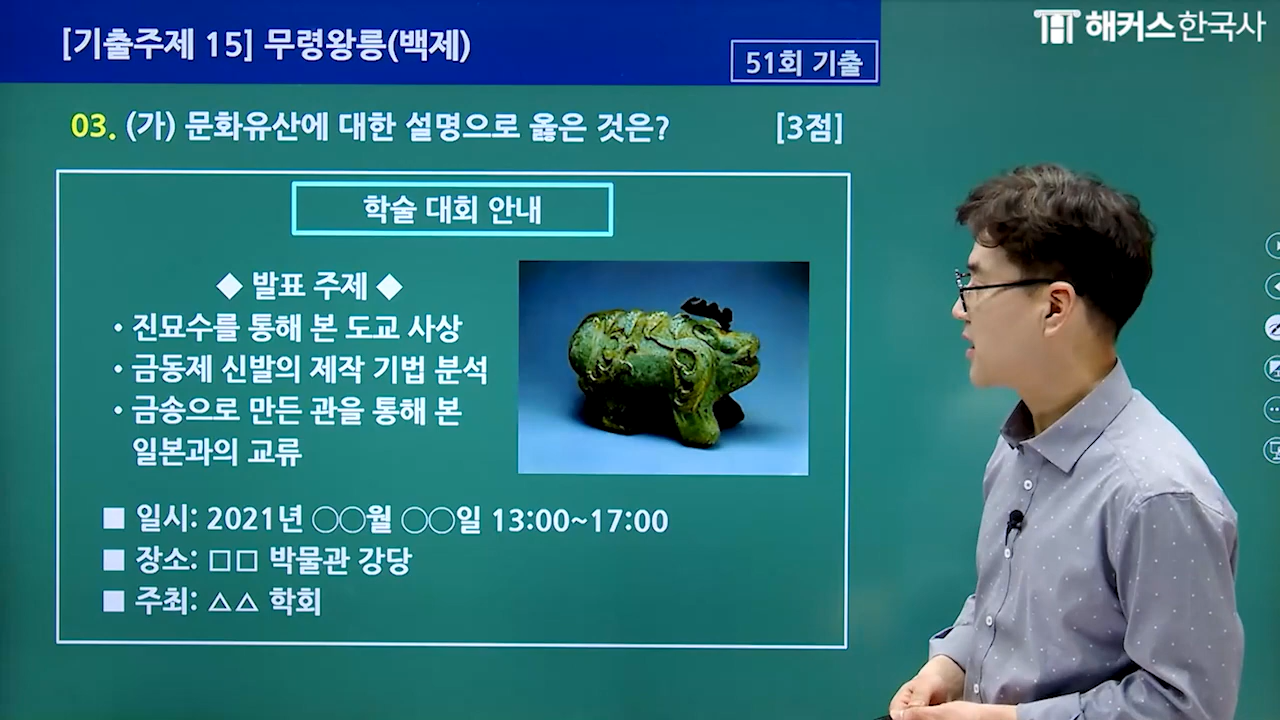 [기출주제 15] 무령왕릉(백제)
51회 기출
해커스한국사
03. (가) 문화유산에 대한 설명으로 옳은 것은? [3점]
학술 대회 안내
◆ 발표 주제 ◆
• 진묘수를 통해 본 도교 사상
• 금동제 신발의 제작 기법 분석
• 금송으로 만든 관을 통해 본
일본과의 교류
■ 일시: 2021년 ○○월 ○○일 13:00~17:00
■ 장소: □□ 박물관 강당
■ 주최: △△ 학회